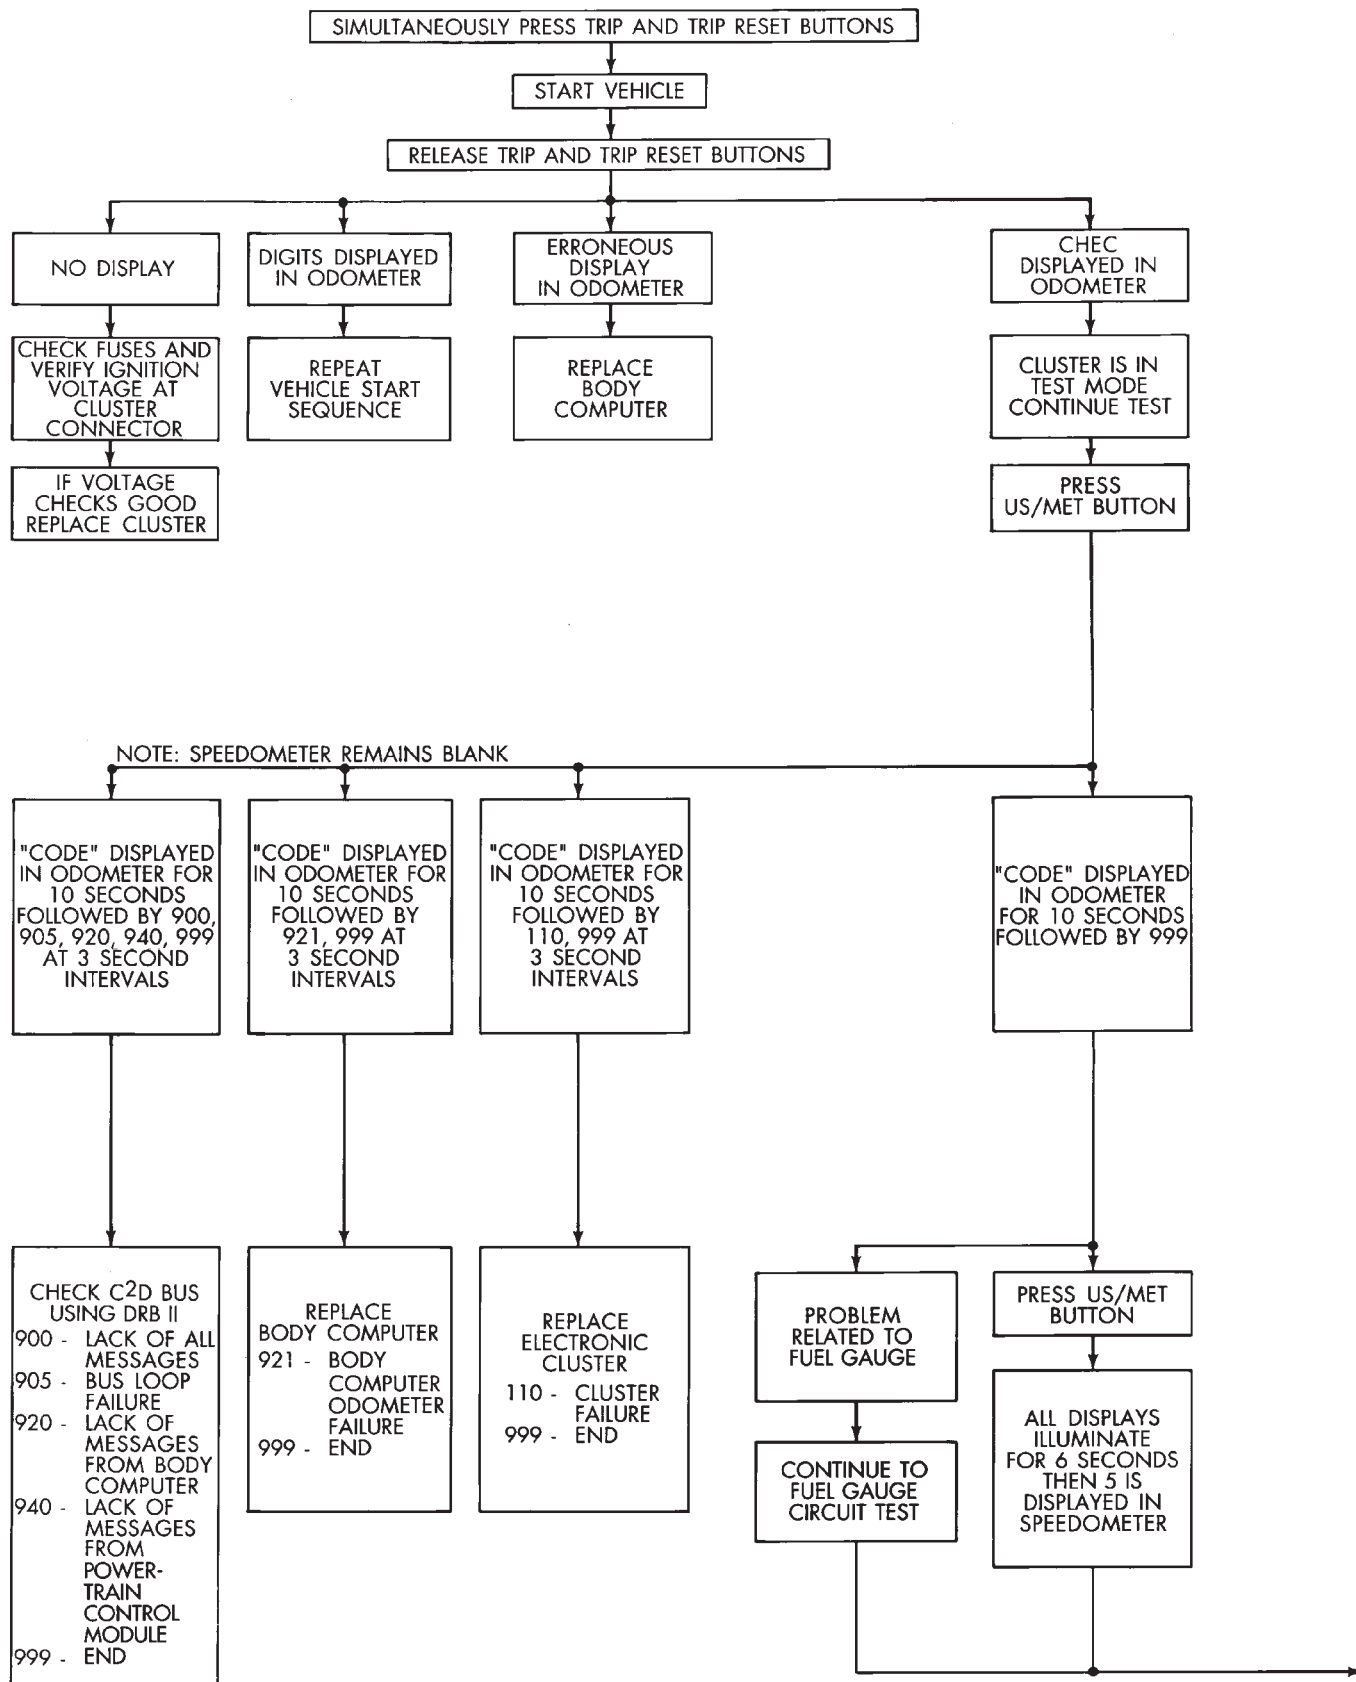 SIMULTANEOUSLY PRESS TRIP AND TRIP RESET BUTTONS
START VEHICLE
RELEASE TRIP AND TRIP RESET BUTTONS
NO DISPLAY
DIGITS DISPLAYED
IN ODOMETER
ERRONEOUS
DISPLAY
IN ODOMETER
CHEC
DISPLAYED IN
ODOMETER
CHECK FUSES AND
VERIFY IGNITION
VOLTAGE AT
CLUSTER
CONNECTOR
REPEAT
VEHICLE START
SEQUENCE
REPLACE
BODY
COMPUTER
CLUSTER IS IN
TEST MODE
CONTINUE TEST
IF VOLTAGE
CHECKS GOOD
REPLACE CLUSTER
PRESS
US/MET BUTTON
NOTE: SPEEDOMETER REMAINS BLANK
"CODE" DISPLAYED
IN ODOMETER FOR
10 SECONDS
FOLLOWED BY 900,
905, 920, 940, 999
AT 3 SECOND
INTERVALS
"CODE" DISPLAYED
IN ODOMETER FOR
10 SECONDS
FOLLOWED BY
921, 999 AT
3 SECOND
INTERVALS
"CODE" DISPLAYED
IN ODOMETER FOR
10 SECONDS
FOLLOWED BY
110, 999 AT
3 SECOND
INTERVALS
"CODE" DISPLAYED
IN ODOMETER
FOR 10 SECONDS
FOLLOWED BY 999
CHECK C2D BUS
USING DRB II
900 - LACK OF ALL
MESSAGES
905 - BUS LOOP
FAILURE
920 - LACK OF
MESSAGES
FROM BODY
COMPUTER
940 - LACK OF
MESSAGES
FROM
POWER-
TRAIN
CONTROL
MODULE
999 - END
REPLACE
BODY COMPUTER
921 - BODY
COMPUTER
ODOMETER
FAILURE
999 - END
REPLACE
ELECTRONIC
CLUSTER
110 - CLUSTER
FAILURE
999 - END
PROBLEM
RELATED TO
FUEL GAUGE
CONTINUE TO
FUEL GAUGE
CIRCUIT TEST
PRESS US/MET
BUTTON
ALL DISPLAYS
ILLUMINATE
FOR 6 SECONDS
THEN 5 IS
DISPLAYED IN
SPEEDOMETER